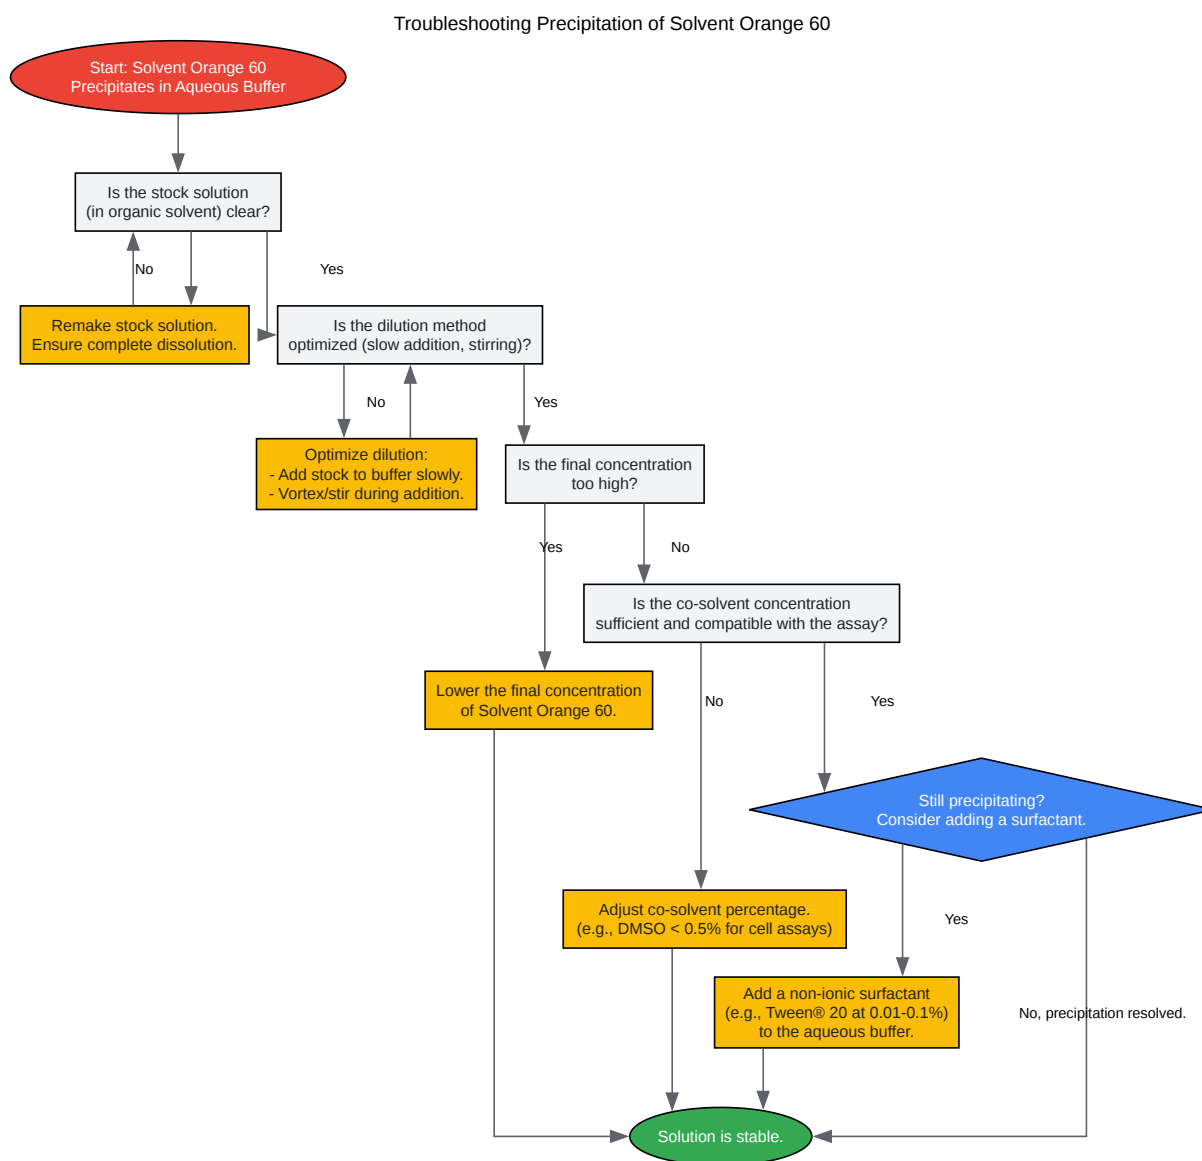 Troubleshooting Precipitation of Solvent Orange 60
Start: Solvent Orange 60
Precipitates in Aqueous Buffer
Is the stock solution
(in organic solvent) clear?
No
Yes
Remake stock solution.
Ensure complete dissolution.
Is the dilution method
optimized (slow addition, stirring)?
No
Yes
Optimize dilution:
- Add stock to buffer slowly.
- Vortex/stir during addition.
Is the final concentration
too high?
Yes
No
Is the co-solvent concentration
sufficient and compatible with the assay?
Lower the final concentration
of Solvent Orange 60.
No
Yes
Still precipitating?
Consider adding a surfactant.
Adjust co-solvent percentage.
(e.g., DMSO < 0.5% for cell assays)
Yes
Add a non-ionic surfactant
(e.g., Tween® 20 at 0.01-0.1%)
to the aqueous buffer.
No, precipitation resolved.
Solution is stable.